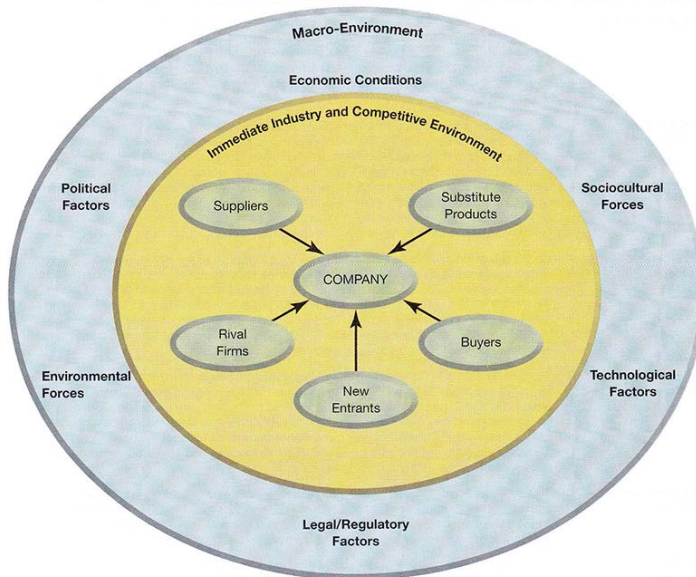 Macro-Environment
Economic Conditions
Immediate Industry and Competitive Environment
Political
Factors
Sociocultural
Forces
Suppliers
Substitute
Products
COMPANY
Rival
Firms
Buyers
New
Entrants
Environmental
Forces
Technological
Factors
Legal/Regulatory
Factors